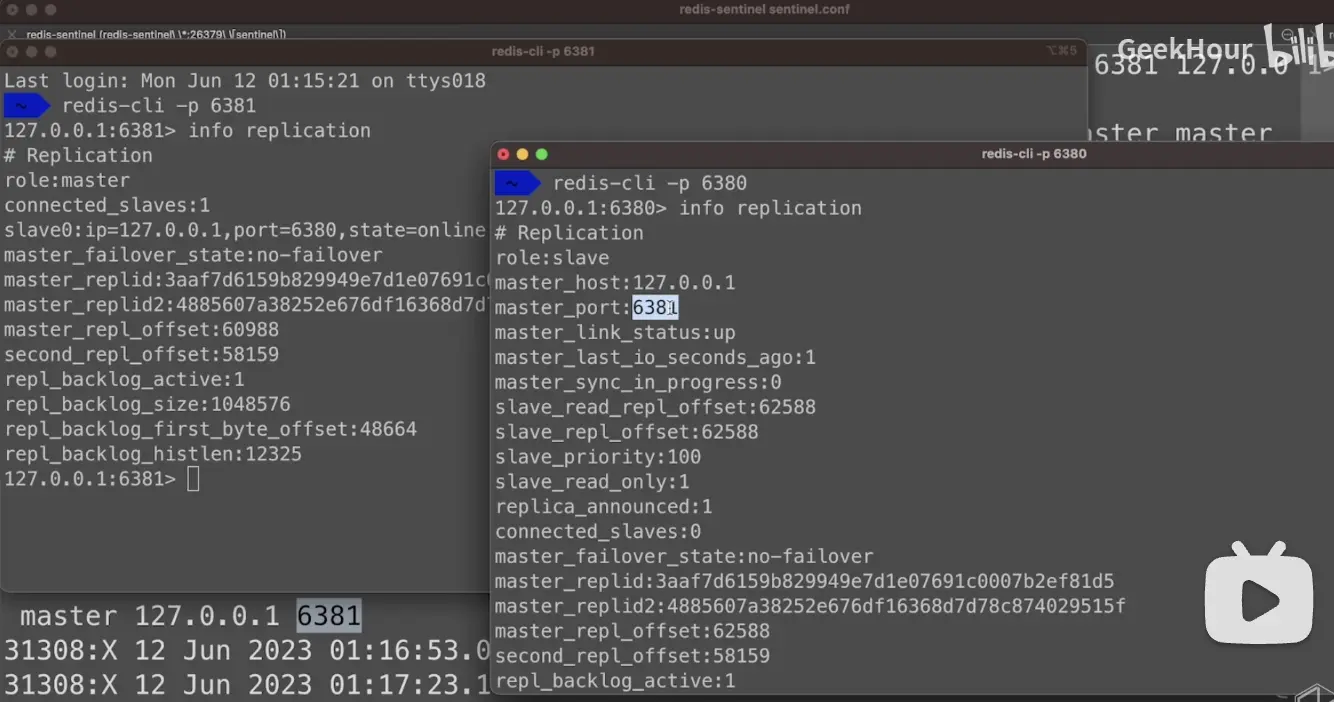 redis-sentinel sentinel.conf
redis-sentinel (redis-sentinel\ \*:26379\ \[sentinel\])
redis-cli -p 6381
⌥⌘5
GeekHour bilib
6381 127.0.0
master master
Last login: Mon Jun 12 01:15:21 on ttys018
~ redis-cli -p 6381
127.0.0.1:6381> info replication
# Replication
role:master
connected_slaves:1
slave0:ip=127.0.0.1,port=6380,state=online
master_failover_state:no-failover
master_replid:3aaf7d6159b829949e7d1e07691c
master_replid2:4885607a38252e676df16368d7d
master_repl_offset:60988
second_repl_offset:58159
repl_backlog_active:1
repl_backlog_size:1048576
repl_backlog_first_byte_offset:48664
repl_backlog_histlen:12325
127.0.0.1:6381>
redis-cli -p 6380
~ redis-cli -p 6380
127.0.0.1:6380> info replication
# Replication
role:slave
master_host:127.0.0.1
master_port:6381
master_link_status:up
master_last_io_seconds_ago:1
master_sync_in_progress:0
slave_read_repl_offset:62588
slave_repl_offset:62588
slave_priority:100
slave_read_only:1
replica_announced:1
connected_slaves:0
master_failover_state:no-failover
master_replid:3aaf7d6159b829949e7d1e07691c0007b2ef81d5
master_replid2:4885607a38252e676df16368d7d78c874029515f
master_repl_offset:62588
second_repl_offset:58159
repl_backlog_active:1
master 127.0.0.1 6381
31308:X 12 Jun 2023 01:16:53.0
31308:X 12 Jun 2023 01:17:23.1